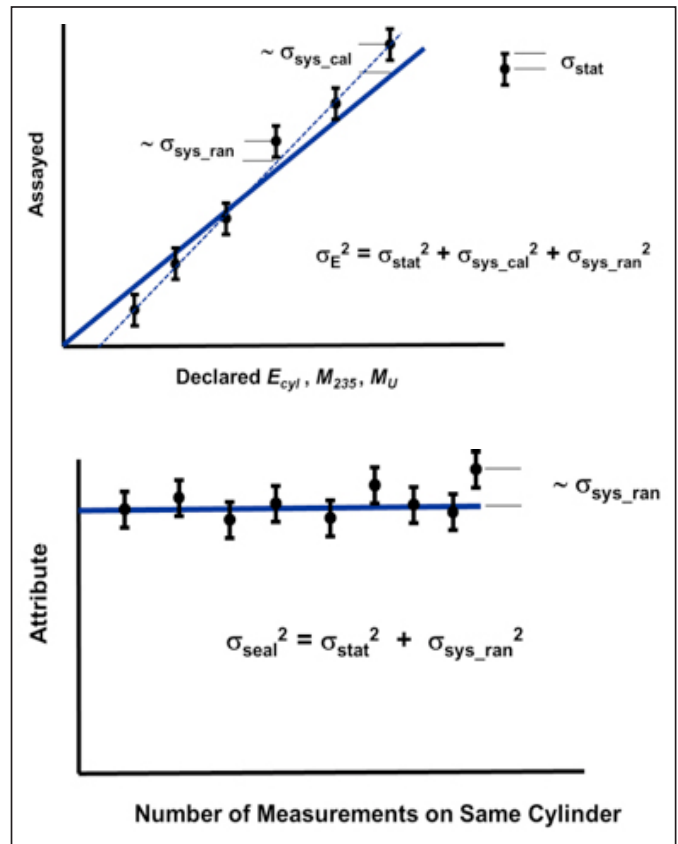 ~ σsys_cal
σstat
~ σsys_ran
Assayed
σE² = σstat² + σsys_cal² + σsys_ran²
Declared Ecyl , M235, MU
~ σsys_ran
Attribute
σseal² = σstat² + σsys_ran²
Number of Measurements on Same Cylinder